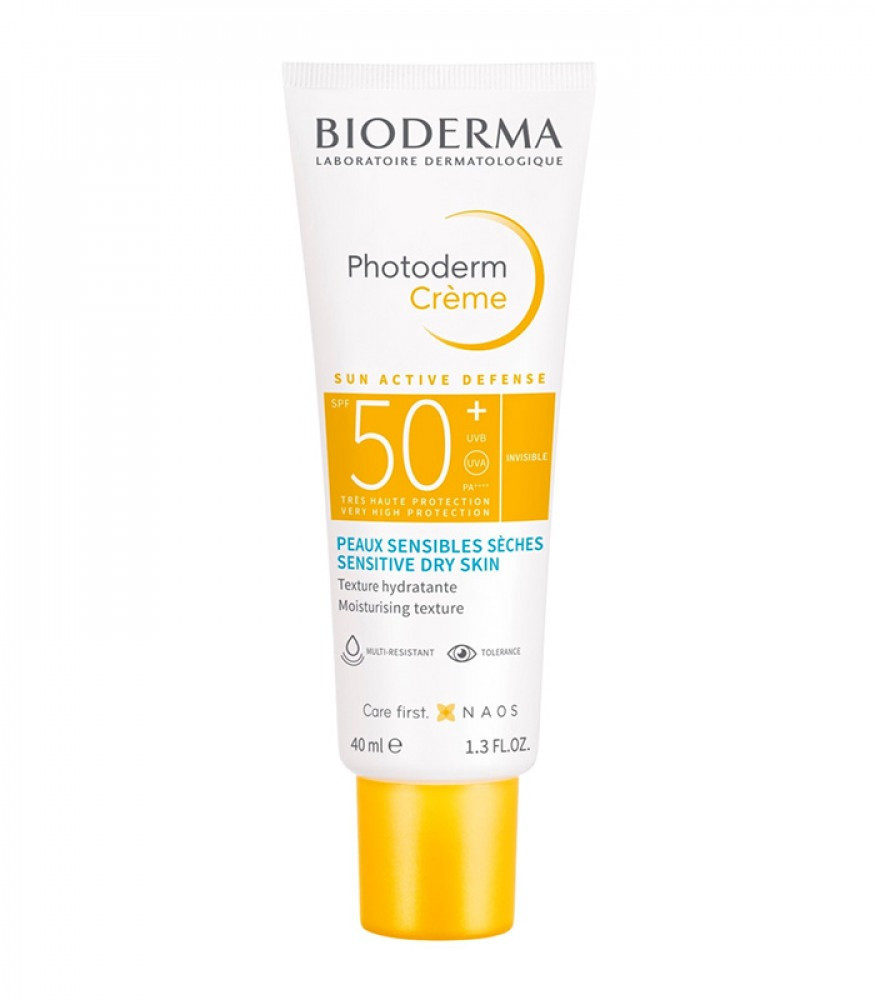 BIODERMA
LABORATOIRE DERMATOLOGIQUE
Photoderm
Crème
SUN ACTIVE DEFENSE
SPF 50+
UVB
UVA
PA++++
INVISIBLE
TRÈS HAUTE PROTECTION
VERY HIGH PROTECTION
PEAUX SENSIBLES SÈCHES
SENSITIVE DRY SKIN
Texture hydratante
Moisturising texture
MULTI-RESISTANT TOLERANCE
Care first. NAOS
40 ml ℮ 1.3 FL.OZ.